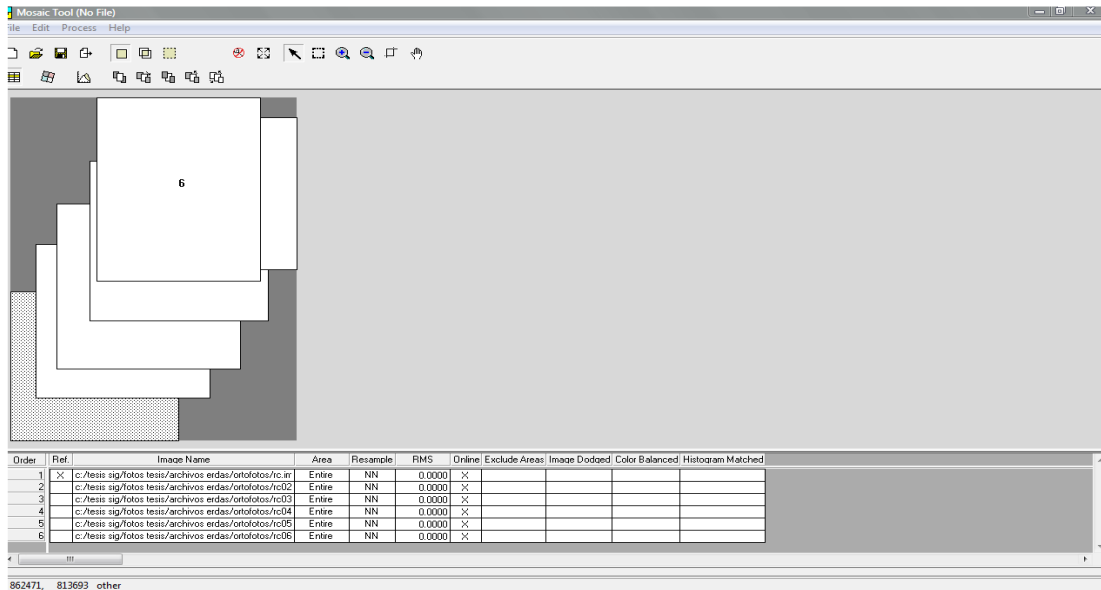 Mosaic Tool (No File)
File Edit Process Help
6
Order Ref. Image Name Area Resample RMS Online Exclude Areas Image Dodged Color Balanced Histogram Matched
1 X c:/tesis sig/fotos tesis/archivos erdas/ortofotos/rc.im Entire NN 0.0000 X
2 c:/tesis sig/fotos tesis/archivos erdas/ortofotos/rc02 Entire NN 0.0000 X
3 c:/tesis sig/fotos tesis/archivos erdas/ortofotos/rc03 Entire NN 0.0000 X
4 c:/tesis sig/fotos tesis/archivos erdas/ortofotos/rc04 Entire NN 0.0000 X
5 c:/tesis sig/fotos tesis/archivos erdas/ortofotos/rc05 Entire NN 0.0000 X
6 c:/tesis sig/fotos tesis/archivos erdas/ortofotos/rc06 Entire NN 0.0000 X
862471, 813693 other